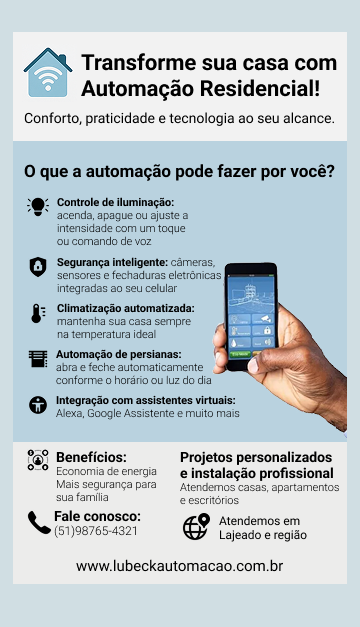 Transforme sua casa com
Automação Residencial!
Conforto, praticidade e tecnologia ao seu alcance.
O que a automação pode fazer por você?
Controle de iluminação:
acenda, apague ou ajuste a
intensidade com um toque
ou comando de voz
Segurança inteligente: câmeras,
sensores e fechaduras eletrônicas
integradas ao seu celular
Climatização automatizada:
mantenha sua casa sempre
na temperatura ideal
Automação de persianas:
abra e feche automaticamente
conforme o horário ou luz do dia
Integração com assistentes virtuais:
Alexa, Google Assistente e muito mais
Benefícios:
Economia de energia
Mais segurança para
sua família
Fale conosco:
(51)98765-4321
Projetos personalizados
e instalação profissional
Atendemos casas, apartamentos
e escritórios
Atendemos em
Lajeado e região
www.lubeckautomacao.com.br